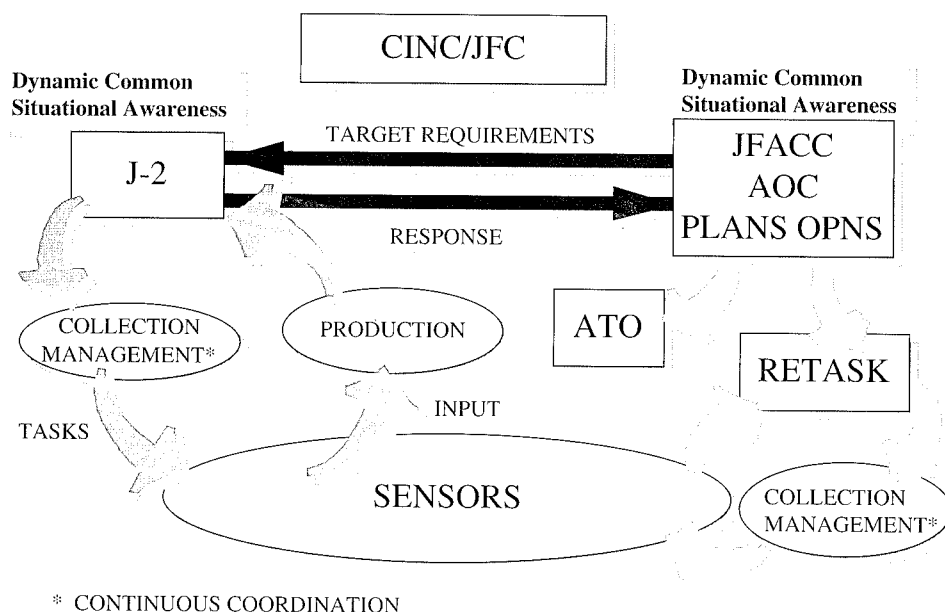 CINC/JFC
Dynamic Common
Situational Awareness
Dynamic Common
Situational Awareness
J-2
TARGET REQUIREMENTS
RESPONSE
JFACC
AOC
PLANS OPNS
COLLECTION
MANAGEMENT*
PRODUCTION
ATO
RETASK
TASKS
INPUT
SENSORS
COLLECTION
MANAGEMENT*
* CONTINUOUS COORDINATION